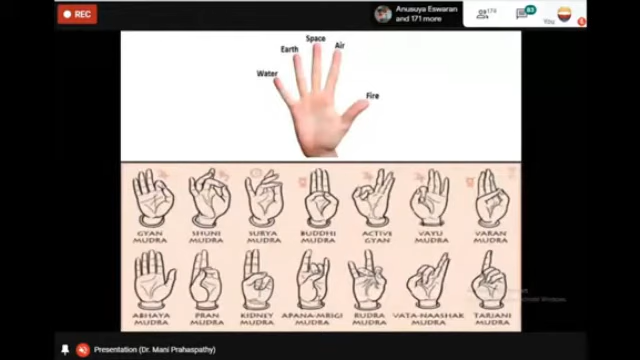 REC
Anusuya Eswaran
and 171 more
174
83
You
Space
Earth
Air
Water
Fire
GYAN MUDRA
SHUNI MUDRA
SURYA MUDRA
BUDDHI MUDRA
ACTIVE GYAN
VAYU MUDRA
VARAN MUDRA
ABHAYA MUDRA
PRAN MUDRA
KIDNEY MUDRA
APANA-MRIGI MUDRA
RUDRA MUDRA
VATA-NAASHAK MUDRA
TARJANI MUDRA
Presentation (Dr. Mani Prahaspathy)